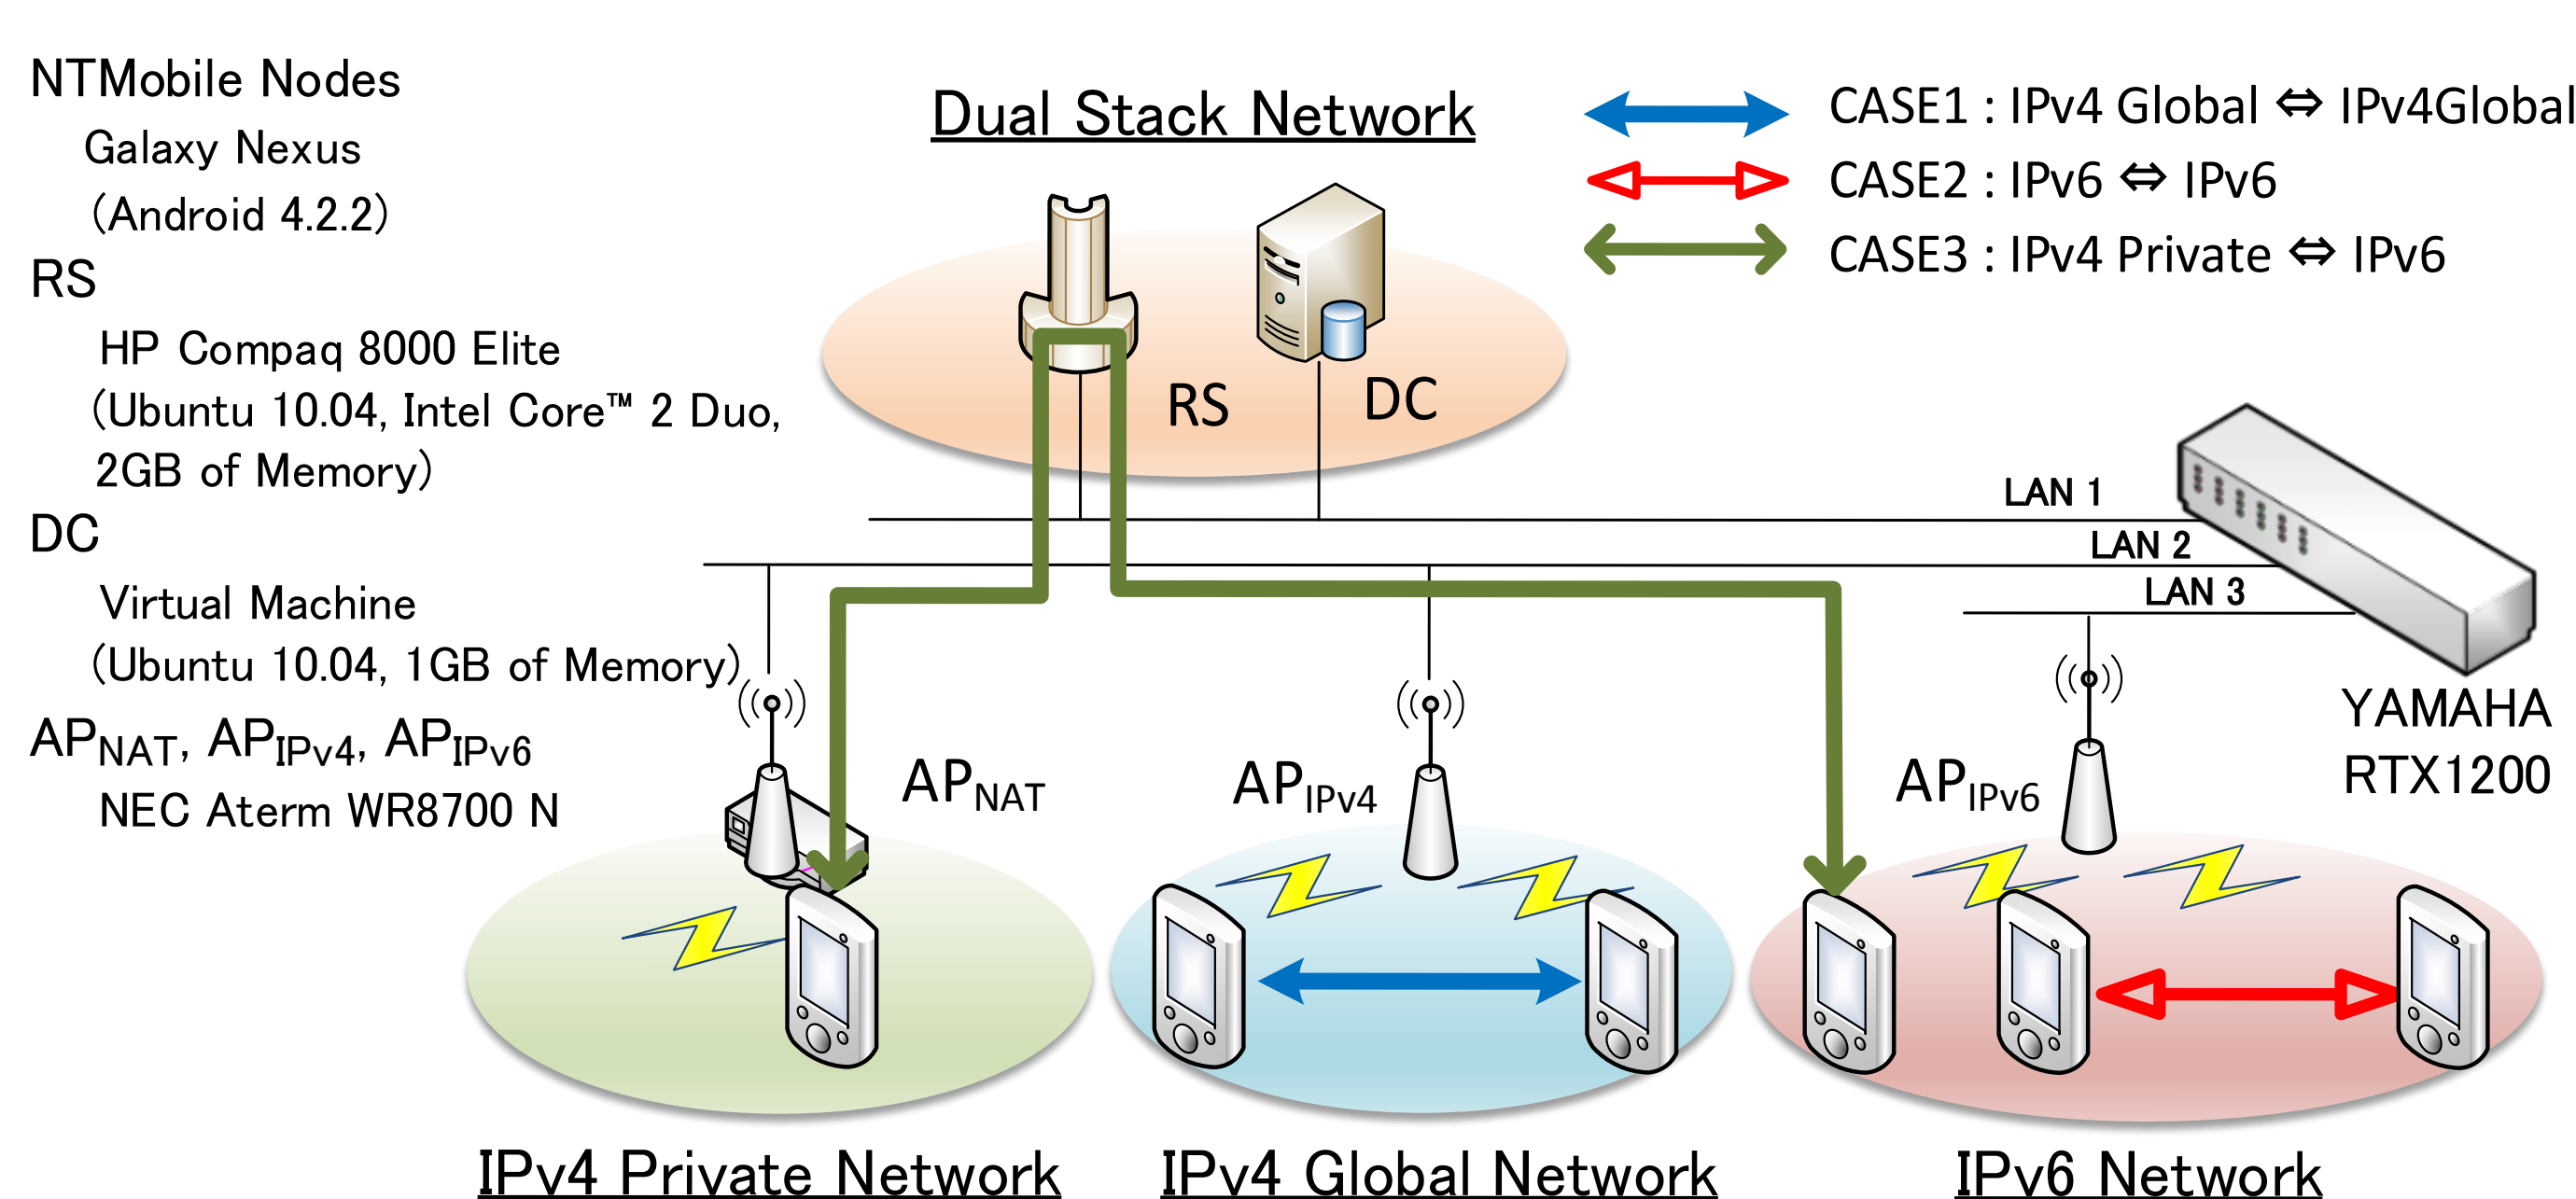 NTMobile Nodes
Galaxy Nexus
(Android 4.2.2)
RS
HP Compaq 8000 Elite
(Ubuntu 10.04, Intel Core™ 2 Duo,
2GB of Memory)
DC
Virtual Machine
(Ubuntu 10.04, 1GB of Memory)
APNAT, APIPv4, APIPv6
NEC Aterm WR8700 N
Dual Stack Network
CASE1 : IPv4 Global ⇔ IPv4Global
CASE2 : IPv6 ⇔ IPv6
CASE3 : IPv4 Private ⇔ IPv6
RS
DC
LAN 1
LAN 2
LAN 3
YAMAHA
RTX1200
APNAT
APIPv4
APIPv6
IPv4 Private Network
IPv4 Global Network
IPv6 Network